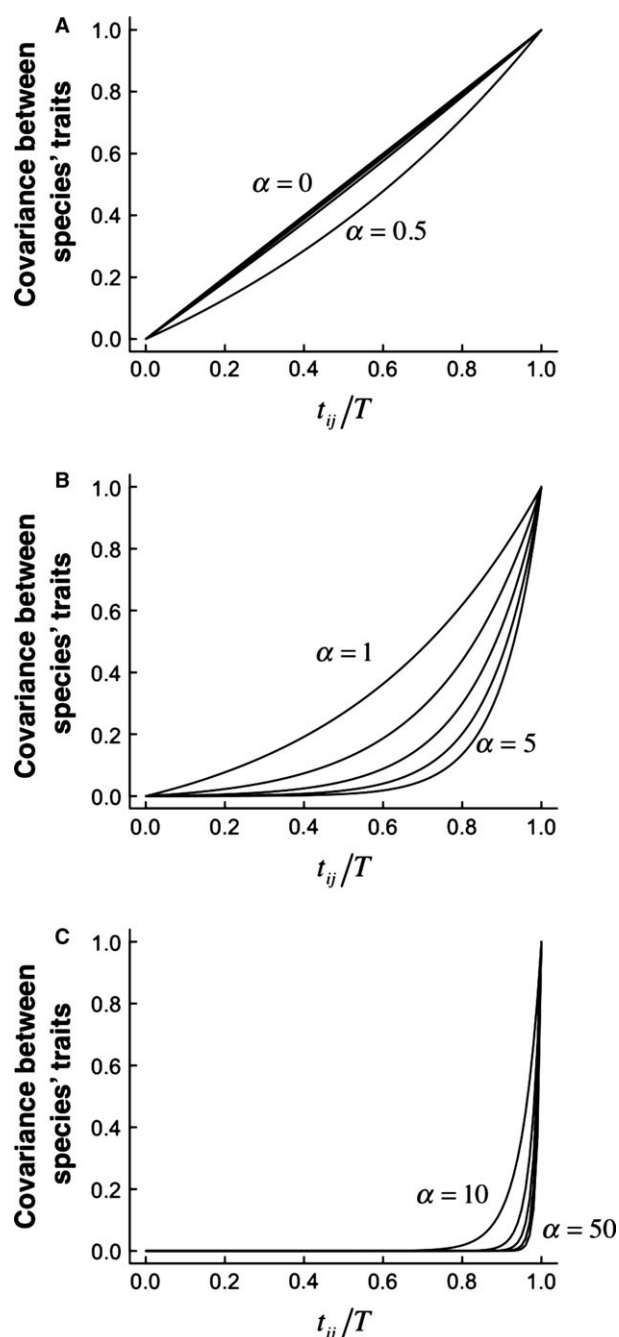 A
Covariance between
species' traits
1.0
0.8
0.6
0.4
0.2
0.0
α = 0
α = 0.5
0.0 0.2 0.4 0.6 0.8 1.0
t_ij/T
B
Covariance between
species' traits
1.0
0.8
0.6
0.4
0.2
0.0
α = 1
α = 5
0.0 0.2 0.4 0.6 0.8 1.0
t_ij/T
C
Covariance between
species' traits
1.0
0.8
0.6
0.4
0.2
0.0
α = 10
α = 50
0.0 0.2 0.4 0.6 0.8 1.0
t_ij/T